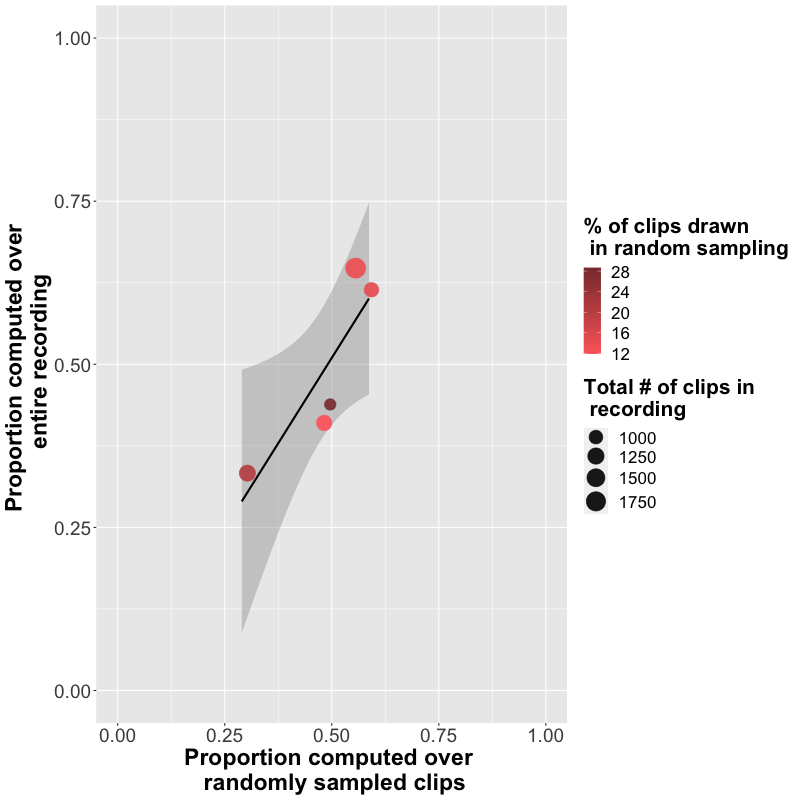 1.00
0.75
0.50
0.25
0.00
Proportion computed over
entire recording
0.00 0.25 0.50 0.75 1.00
Proportion computed over
randomly sampled clips
% of clips drawn
in random sampling
28
24
20
16
12
Total # of clips in
recording
1000
1250
1500
1750